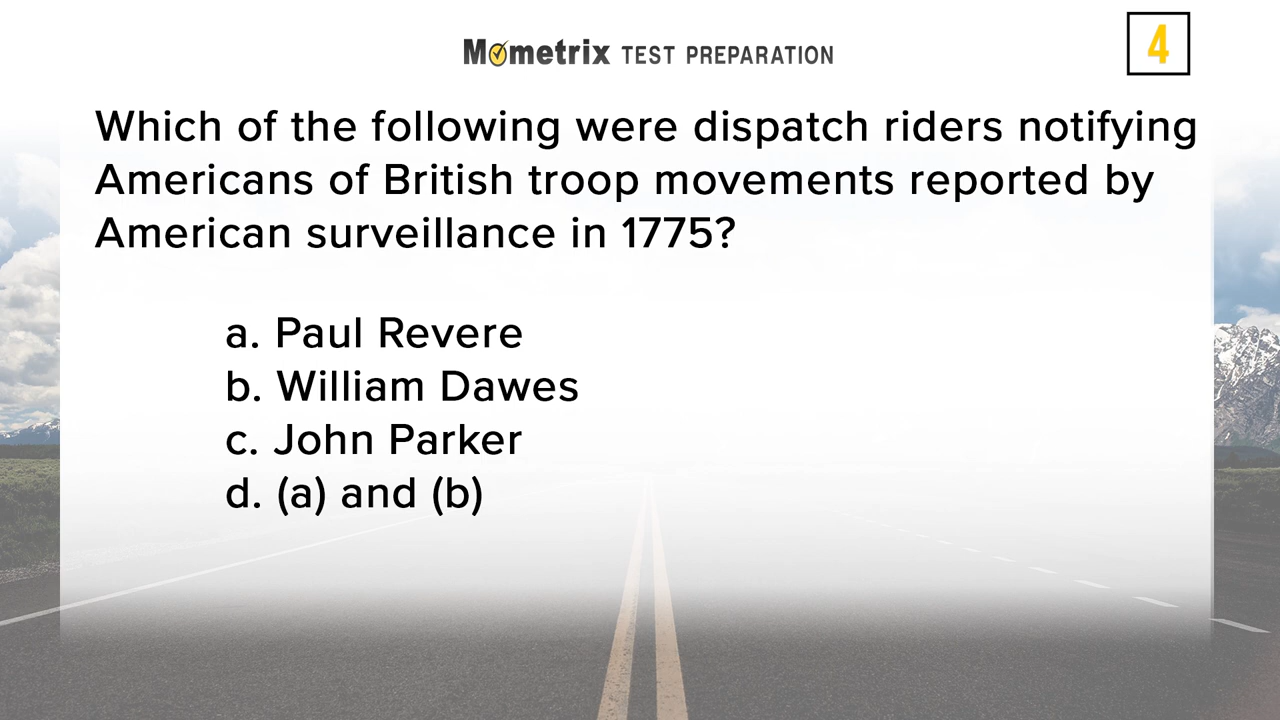 Mometrix TEST PREPARATION
4
Which of the following were dispatch riders notifying
Americans of British troop movements reported by
American surveillance in 1775?
a. Paul Revere
b. William Dawes
c. John Parker
d. (a) and (b)